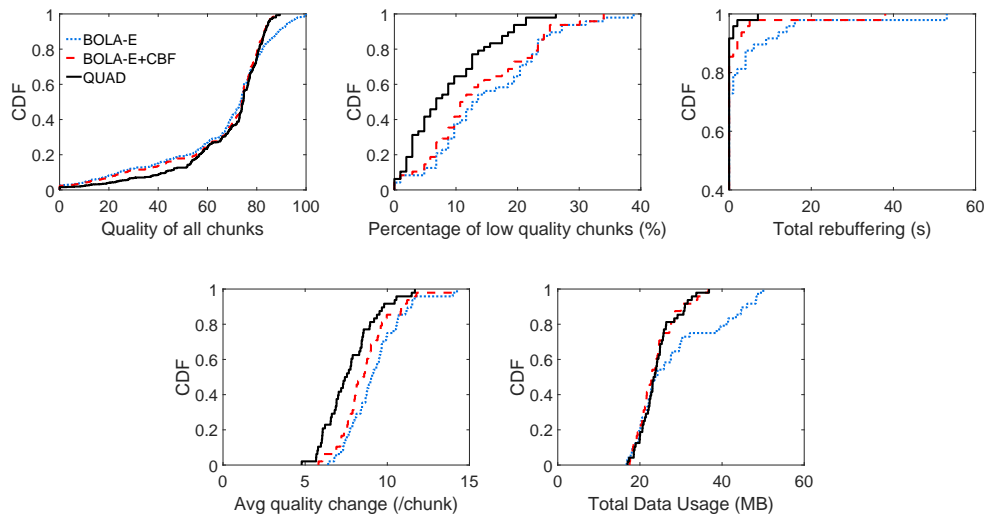 1
0.8
0.6
0.4
0.2
0
CDF
0 20 40 60 80 100
Quality of all chunks
BOLA-E
BOLA-E+CBF
QUAD
1
0.8
0.6
0.4
0.2
0
CDF
0 10 20 30 40
Percentage of low quality chunks (%)
1
0.8
0.6
0.4
CDF
0 20 40 60
Total rebuffering (s)
1
0.8
0.6
0.4
0.2
0
CDF
0 5 10 15
Avg quality change (/chunk)
1
0.8
0.6
0.4
0.2
0
CDF
0 20 40 60
Total Data Usage (MB)